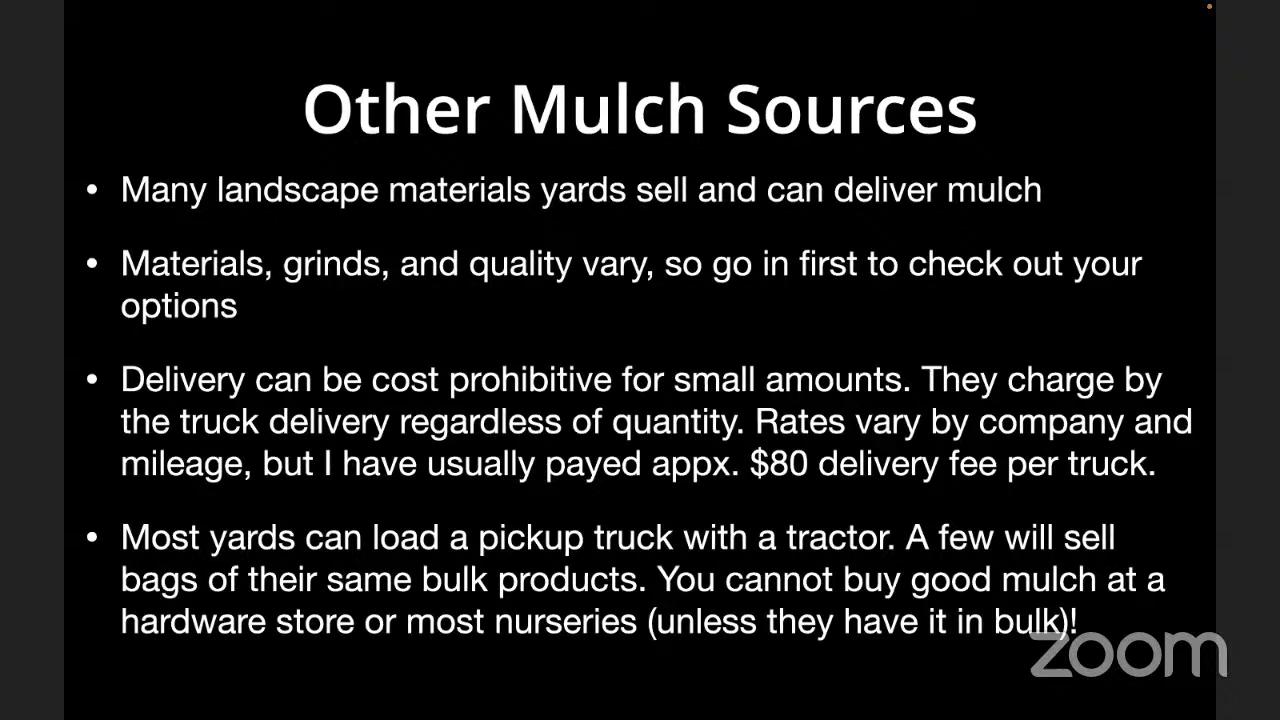 Other Mulch Sources
• Many landscape materials yards sell and can deliver mulch
• Materials, grinds, and quality vary, so go in first to check out your
options
• Delivery can be cost prohibitive for small amounts. They charge by
the truck delivery regardless of quantity. Rates vary by company and
mileage, but I have usually payed appx. $80 delivery fee per truck.
• Most yards can load a pickup truck with a tractor. A few will sell
bags of their same bulk products. You cannot buy good mulch at a
hardware store or most nurseries (unless they have it in bulk)!
zoom